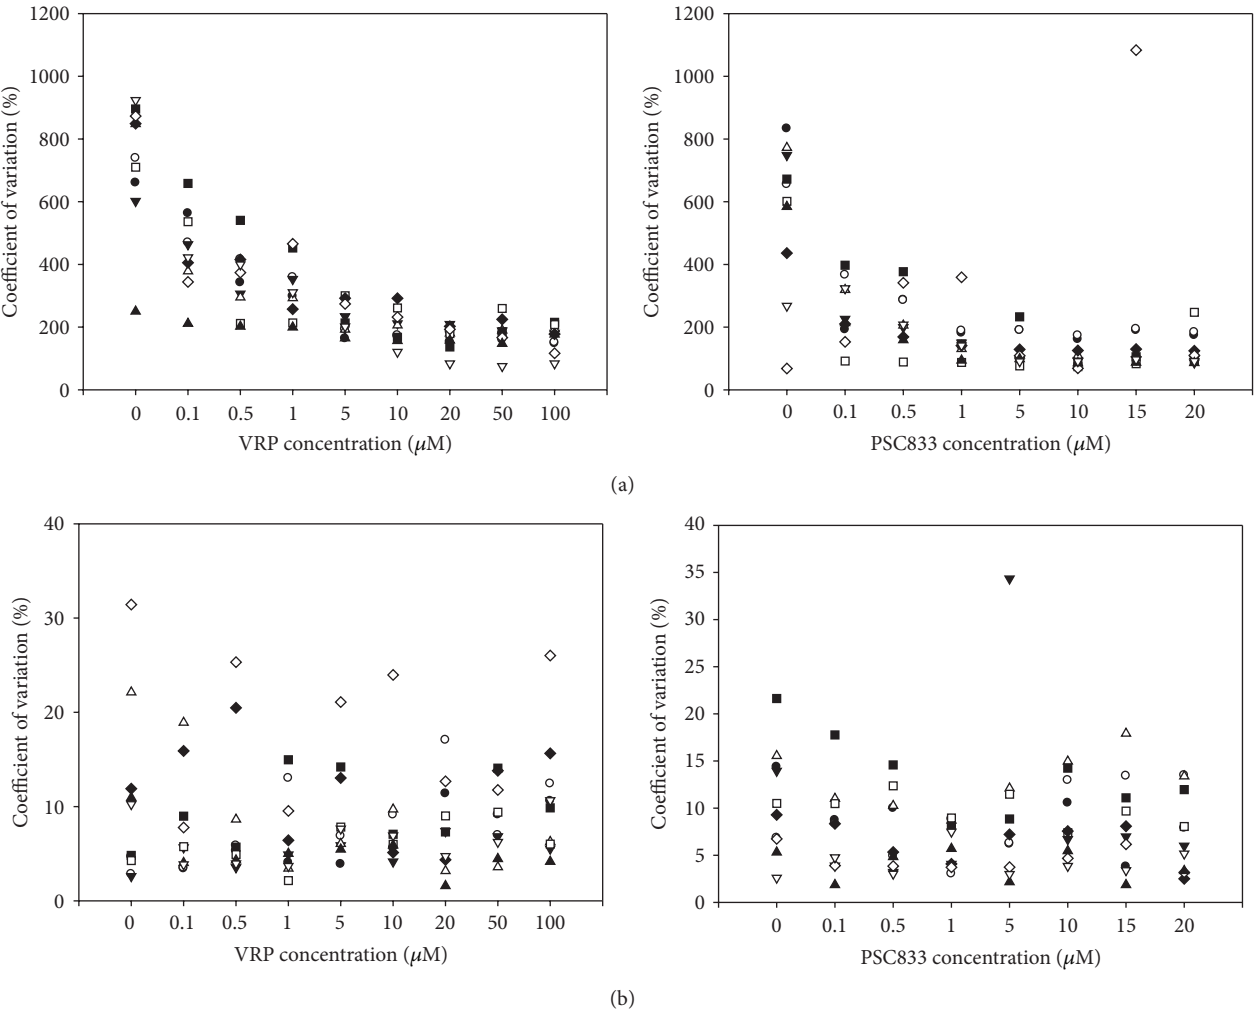 1200
1000
800
600
400
200
0
Coefficient of variation (%)
0 0.1 0.5 1 5 10 20 50 100
VRP concentration (μM)
1200
1000
800
600
400
200
0
Coefficient of variation (%)
0 0.1 0.5 1 5 10 15 20
PSC833 concentration (μM)
(a)
40
30
20
10
0
Coefficient of variation (%)
0 0.1 0.5 1 5 10 20 50 100
VRP concentration (μM)
40
35
30
25
20
15
10
5
0
Coefficient of variation (%)
0 0.1 0.5 1 5 10 15 20
PSC833 concentration (μM)
(b)